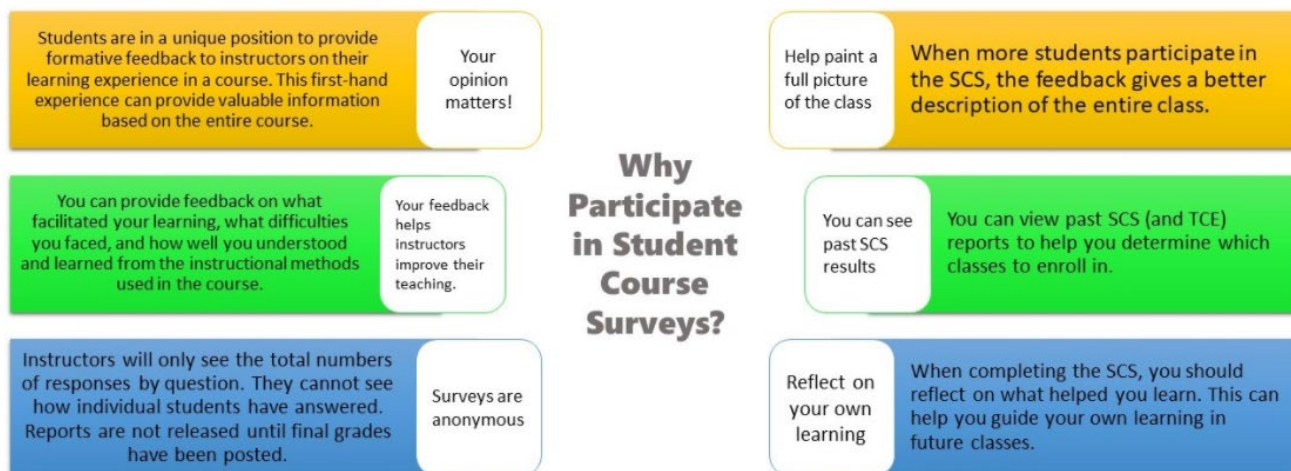 Students are in a unique position to provide
formative feedback to instructors on their
learning experience in a course. This first-hand
experience can provide valuable information
based on the entire course.
Your
opinion
matters!
You can provide feedback on what
facilitated your learning, what difficulties
you faced, and how well you understood
and learned from the instructional methods
used in the course.
Your feedback
helps
instructors
improve their
teaching.
Instructors will only see the total numbers
of responses by question. They cannot see
how individual students have answered.
Reports are not released until final grades
have been posted.
Surveys are
anonymous
Why
Participate
in Student
Course
Surveys?
Help paint a
full picture
of the class
When more students participate in
the SCS, the feedback gives a better
description of the entire class.
You can see
past SCS
results
You can view past SCS (and TCE)
reports to help you determine which
classes to enroll in.
Reflect on
your own
learning
When completing the SCS, you should
reflect on what helped you learn. This can
help you guide your own learning in
future classes.